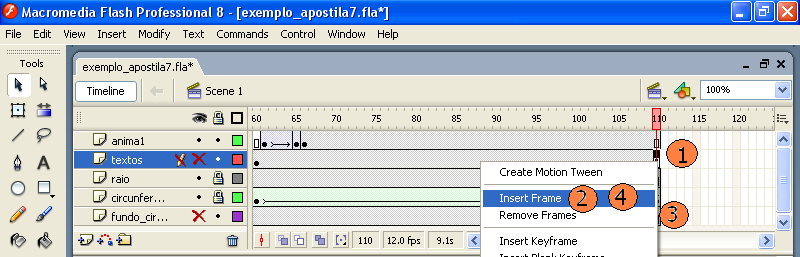 Macromedia Flash Professional 8 - [exemplo_apostila7.fla*]
File Edit View Insert Modify Text Commands Control Window Help
Tools
exemplo_apostila7.fla*
Timeline Scene 1 100%
60 65 70 75 80 85 90 95 100 105 110 115 120 125
anima1
textos
raio
circunfer...
fundo_cir...
1
Create Motion Tween
Insert Frame 2 4
Remove Frames 3
Insert Keyframe
Insert Blank Keyframe
110 12.0 fps 9.1s